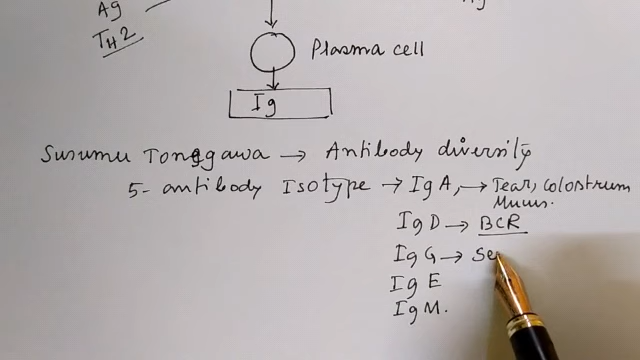 Ag
Ag
TH2
Plasma cell
Ig
Susumu Tonegawa → Antibody diversity
5- antibody Isotype → IgA, → Tear, Colostrum
Mucus.
IgD → BCR
IgG → Se
IgE
IgM.